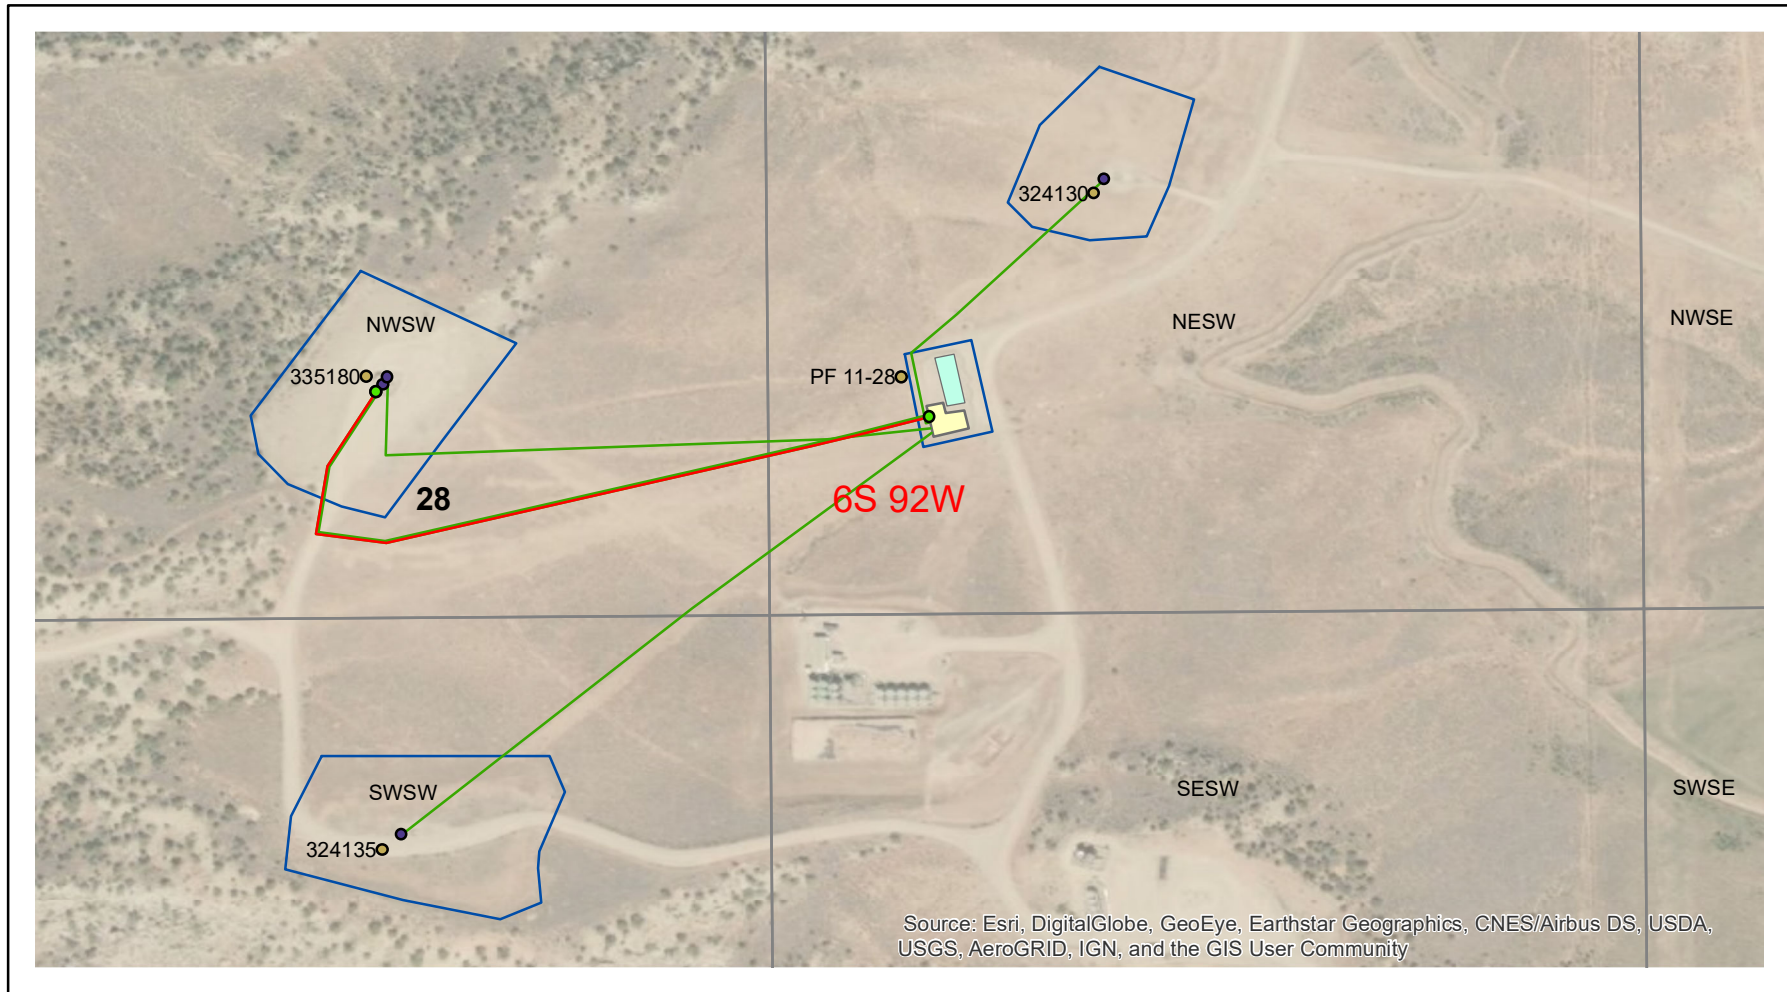 324130
NWSW
NESW
NWSE
335180
PF 11-28
28
6S 92W
SWSW
SESW
SWSE
324135
Source: Esri, DigitalGlobe, GeoEye, Earthstar Geographics, CNES/Airbus DS, USDA,
USGS, AeroGRID, IGN, and the GIS User Community